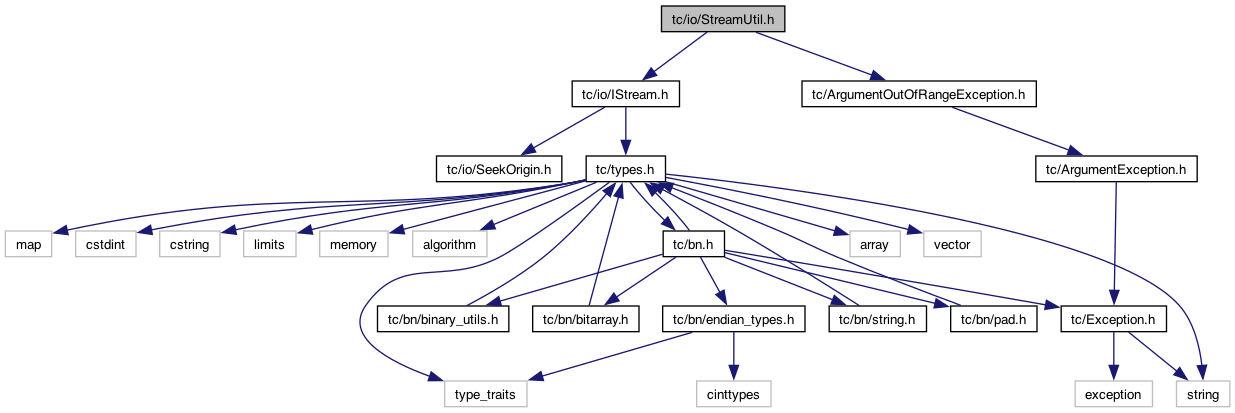 tc/io/StreamUtil.h
tc/io/IStream.h
tc/ArgumentOutOfRangeException.h
tc/io/SeekOrigin.h
tc/types.h
tc/ArgumentException.h
map
cstdint
cstring
limits
memory
algorithm
tc/bn.h
array
vector
tc/bn/binary_utils.h
tc/bn/bitarray.h
tc/bn/endian_types.h
tc/bn/string.h
tc/bn/pad.h
tc/Exception.h
type_traits
cinttypes
exception
string